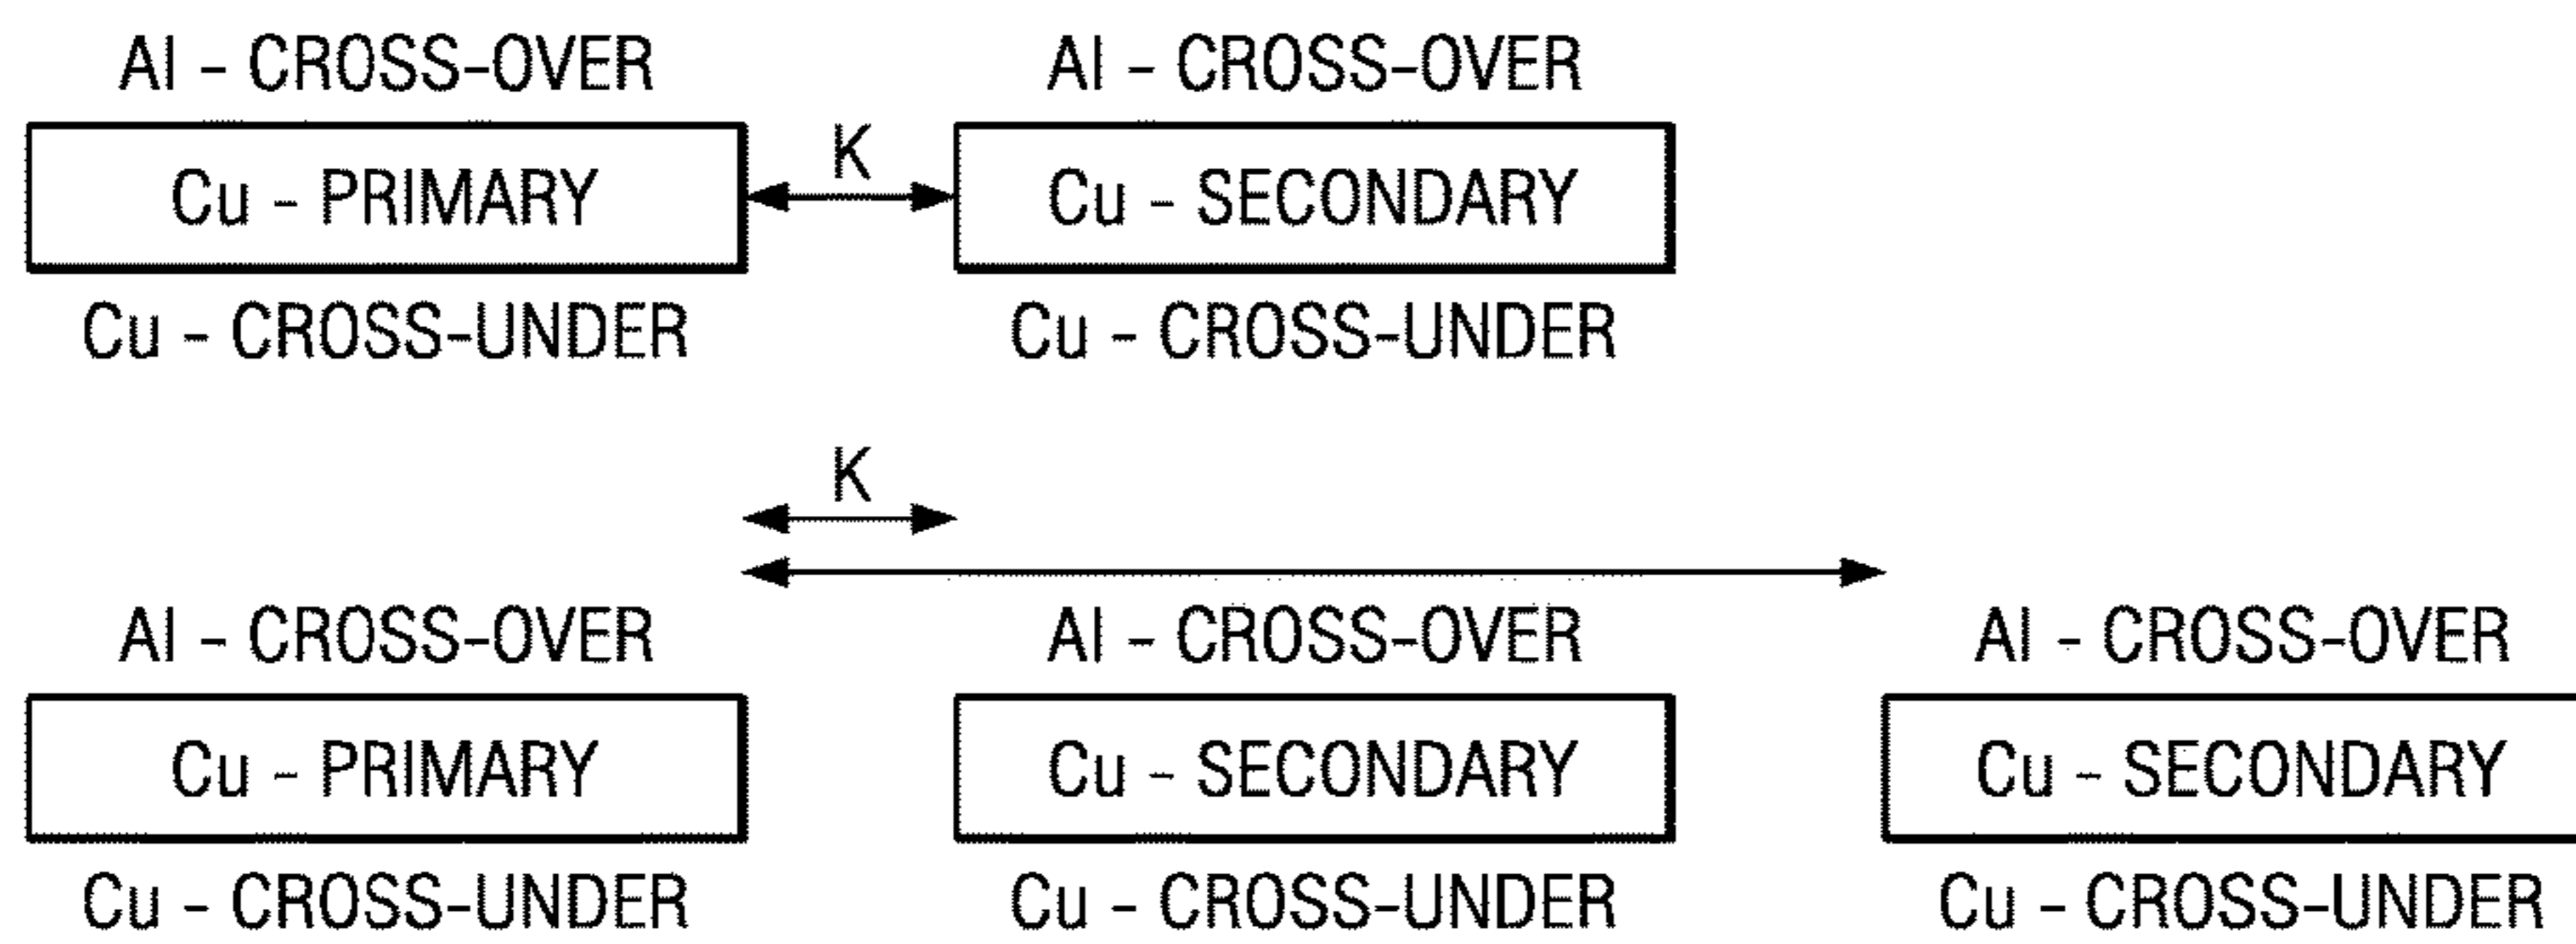 Al - CROSS-OVER Al - CROSS-OVER
Cu - PRIMARY K Cu - SECONDARY
Cu - CROSS-UNDER Cu - CROSS-UNDER
K
Al - CROSS-OVER Al - CROSS-OVER Al - CROSS-OVER
Cu - PRIMARY Cu - SECONDARY Cu - SECONDARY
Cu - CROSS-UNDER Cu - CROSS-UNDER Cu - CROSS-UNDER